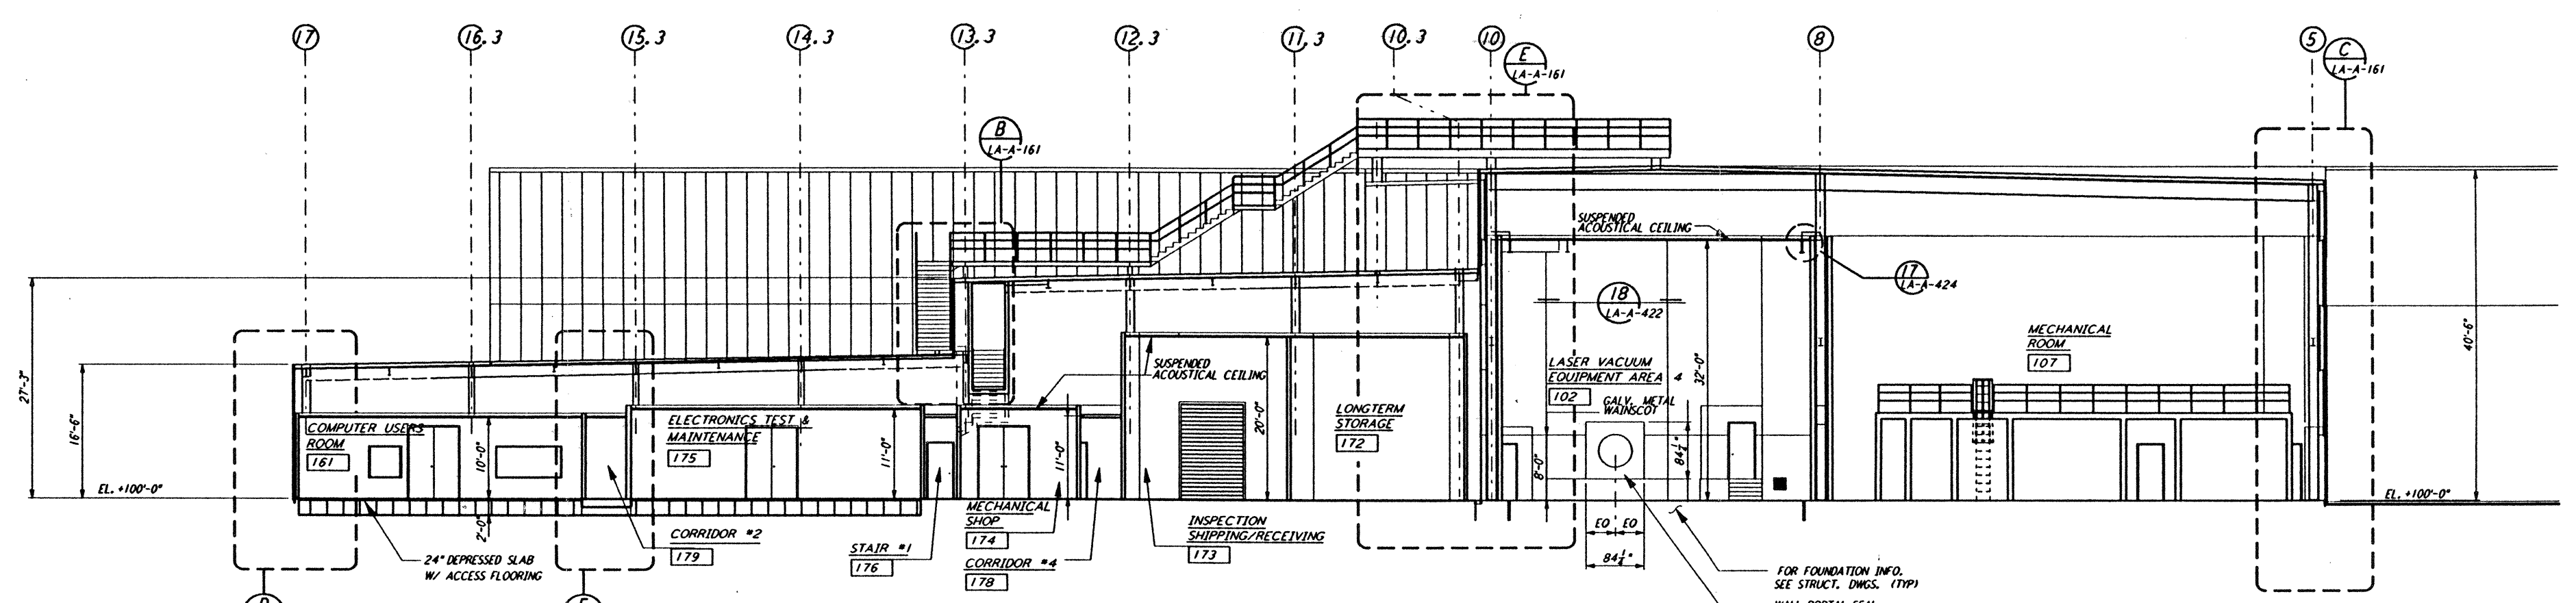 17
16.3
15.3
14.3
13.3
12.3
11.3
10.3
10
8
5
E
LA-A-161
C
LA-A-161
B
LA-A-161
SUSPENDED
ACOUSTICAL CEILING
17
LA-A-424
18
LA-A-422
27'-3"
16'-6"
EL. +100'-0"
COMPUTER USERS
ROOM
161
10'-0"
2'-0"
ELECTRONICS TEST &
MAINTENANCE
175
11'-0"
SUSPENDED
ACOUSTICAL CEILING
11'-0"
20'-0"
LONGTERM
STORAGE
172
LASER VACUUM
EQUIPMENT AREA 4
102
GALV. METAL
WAINSCOT
32'-0"
8'-0"
84 1/4"
MECHANICAL
ROOM
107
40'-6"
EL. +100'-0"
24" DEPRESSED SLAB
W/ ACCESS FLOORING
CORRIDOR #2
179
STAIR #1
176
MECHANICAL
SHOP
174
CORRIDOR #4
178
INSPECTION
SHIPPING/RECEIVING
173
EQ EQ
84 1/4"
FOR FOUNDATION INFO.
SEE STRUCT. DWGS. (TYP)